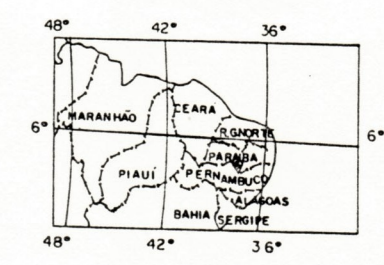 48° 42° 36°
CEARA
MARANHÃO
R.G.NORTE
6° 6°
PARAIBA
PIAUÍ PERNAMBUCO
ALAGOAS
BAHIA SERGIPE
48° 42° 36°